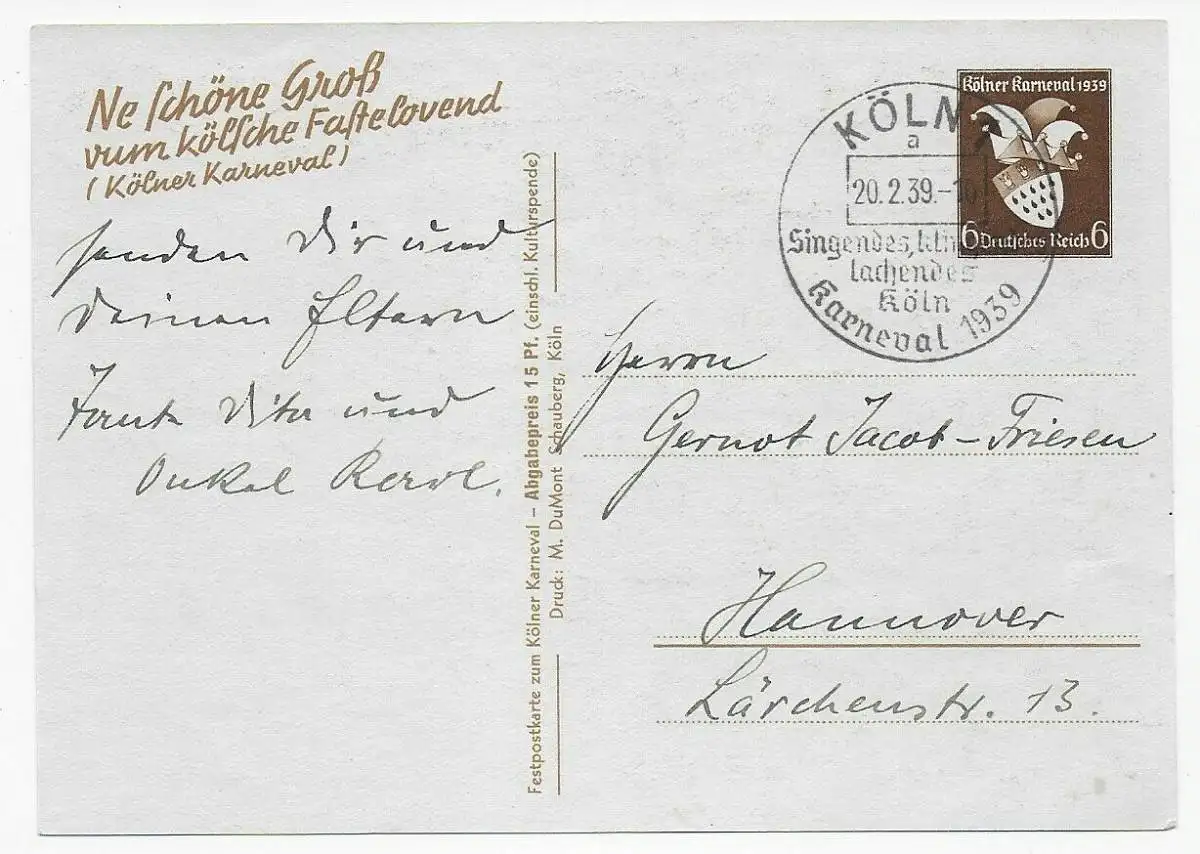 Ne schöne Groß
vum kölsche Fastelovend
(Kölner Karneval)
senden Dir und
Deinen Eltern
Tante Dita und
Onkel Karl.
Festpostkarte zum Kölner Karneval – Abgabepreis 15 Pf. (einschl. Kulturspende)
Druck: M. DuMont Schauberg, Köln
KÖLN
a
20.2.39.-10
Singendes,
lachendes
Köln
Karneval 1939
Kölner Karneval 1939
6 Deutsches Reich 6
Herrn
Gernot Jacob-Friesen
Hannover
Lärchenstr. 13.